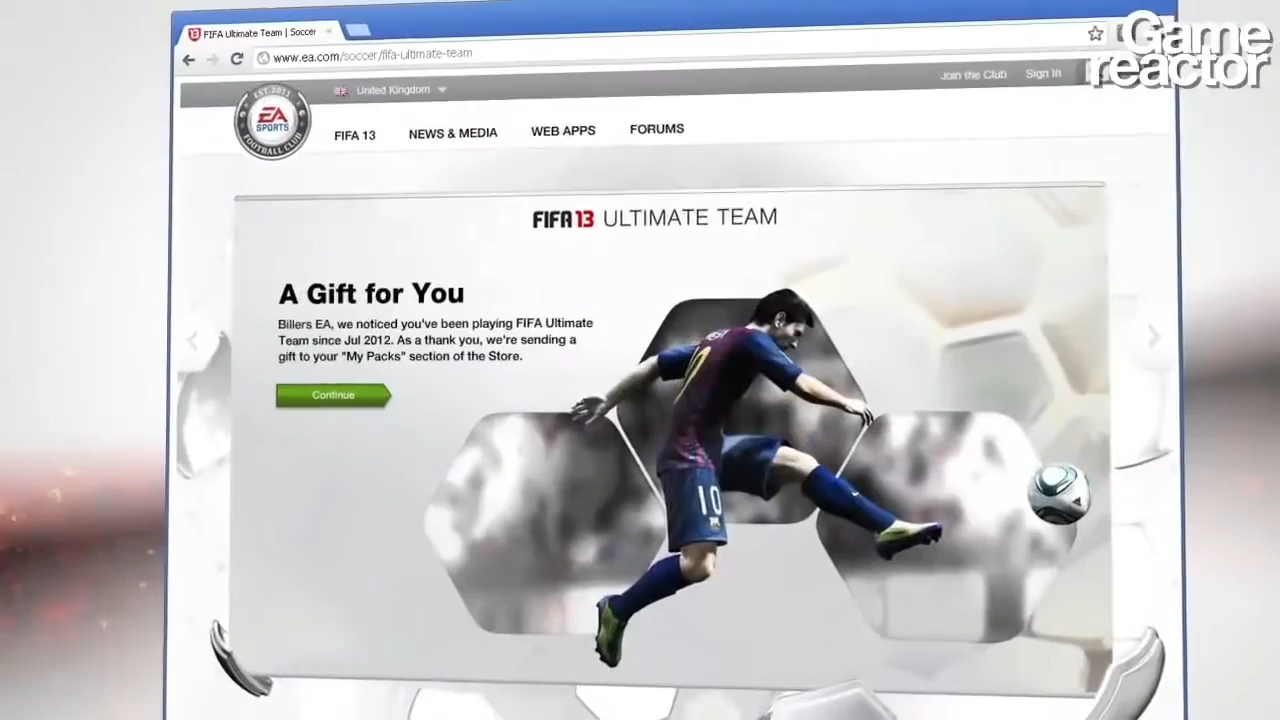 Game
reactor
FIFA Ultimate Team | Soccer
www.ea.com/soccer/fifa-ultimate-team
United Kingdom
Join the Club
Sign In
EST. 2011
EA
SPORTS
FOOTBALL CLUB
FIFA 13
NEWS & MEDIA
WEB APPS
FORUMS
FIFA 13 ULTIMATE TEAM
A Gift for You
Billers EA, we noticed you've been playing FIFA Ultimate
Team since Jul 2012. As a thank you, we're sending a
gift to your "My Packs" section of the Store.
Continue
10